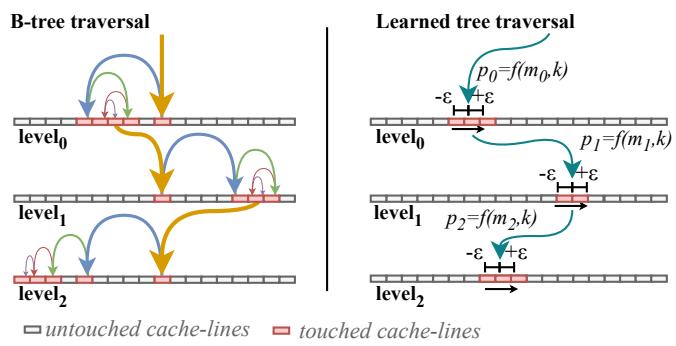 B-tree traversal
Learned tree traversal
p0=f(m0,k)
-ε +ε
level0
level0
p1=f(m1,k)
-ε +ε
level1
level1
p2=f(m2,k)
-ε +ε
level2
level2
untouched cache-lines touched cache-lines